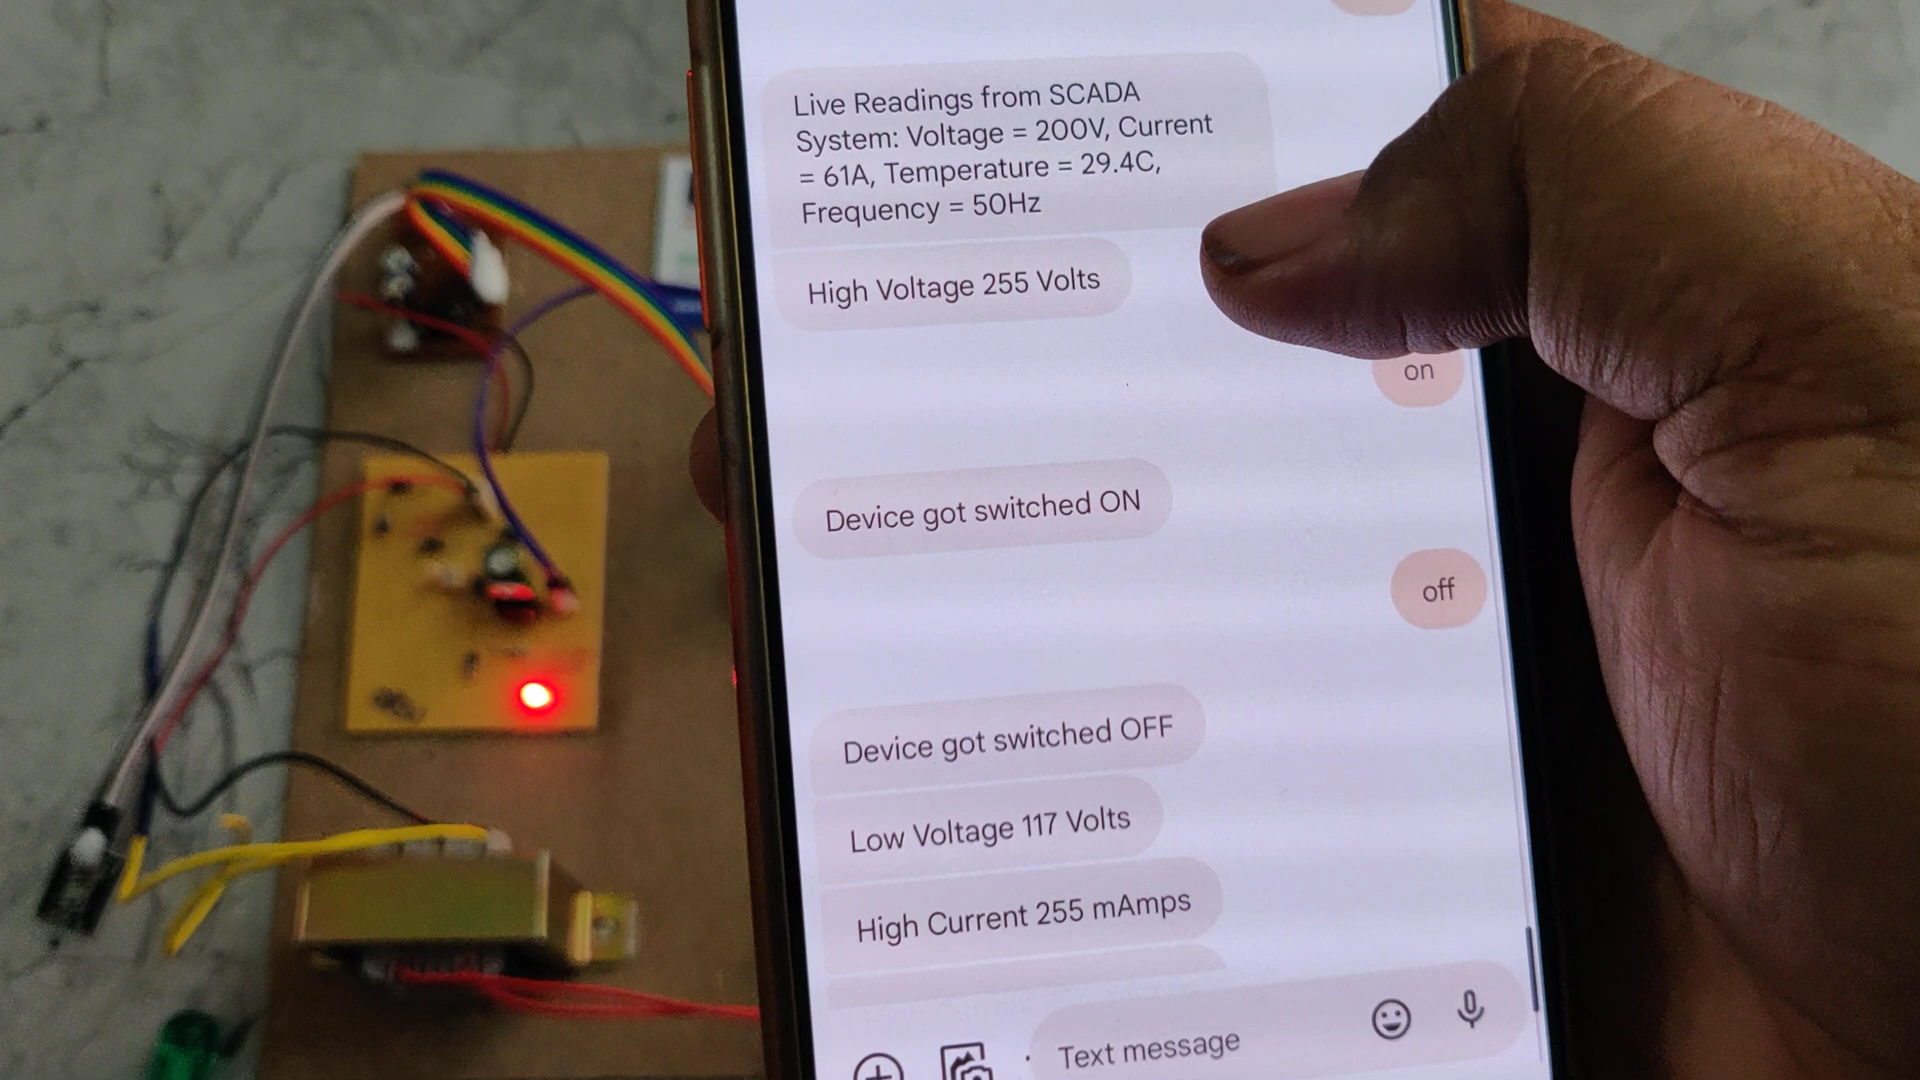 Live Readings from SCADA
System: Voltage = 200V, Current
= 61A, Temperature = 29.4C,
Frequency = 50Hz
High Voltage 255 Volts
on
Device got switched ON
off
Device got switched OFF
Low Voltage 117 Volts
High Current 255 mAmps
Text message